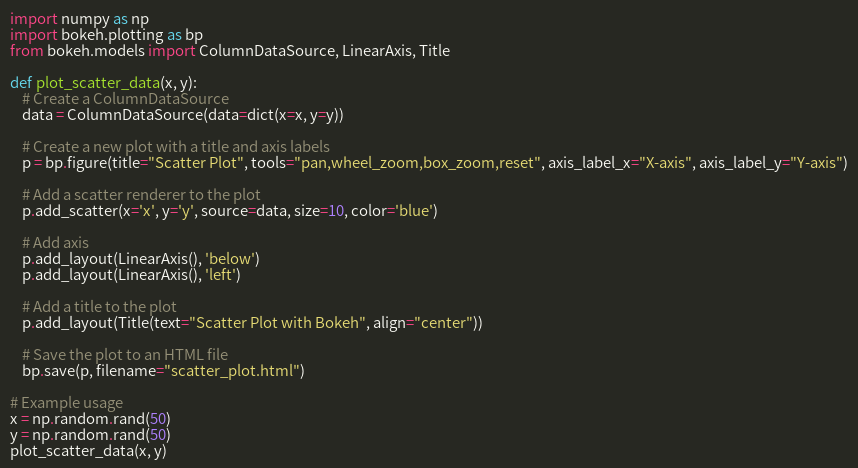 import numpy as np
import bokeh.plotting as bp
from bokeh.models import ColumnDataSource, LinearAxis, Title

def plot_scatter_data(x, y):
    # Create a ColumnDataSource
    data = ColumnDataSource(data=dict(x=x, y=y))

    # Create a new plot with a title and axis labels
    p = bp.figure(title="Scatter Plot", tools="pan,wheel_zoom,box_zoom,reset", axis_label_x="X-axis", axis_label_y="Y-axis")

    # Add a scatter renderer to the plot
    p.add_scatter(x='x', y='y', source=data, size=10, color='blue')

    # Add axis
    p.add_layout(LinearAxis(), 'below')
    p.add_layout(LinearAxis(), 'left')

    # Add a title to the plot
    p.add_layout(Title(text="Scatter Plot with Bokeh", align="center"))

    # Save the plot to an HTML file
    bp.save(p, filename="scatter_plot.html")

# Example usage
x = np.random.rand(50)
y = np.random.rand(50)
plot_scatter_data(x, y)